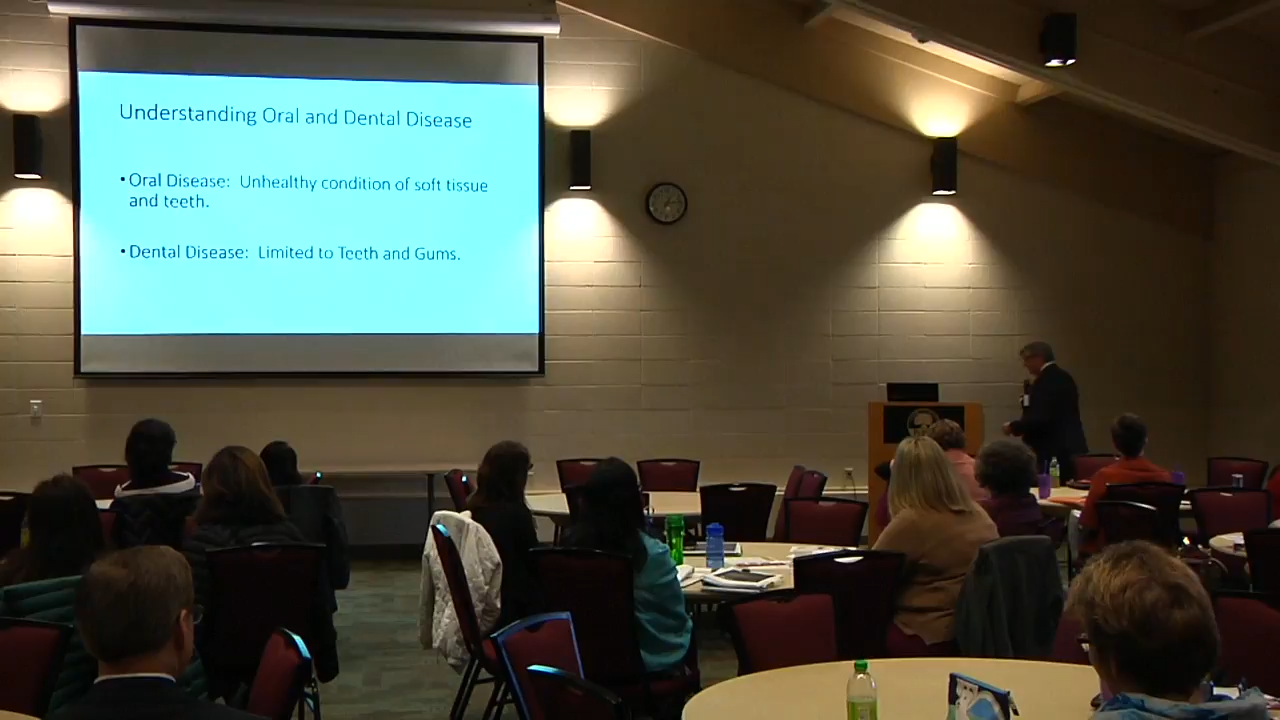 Understanding Oral and Dental Disease
• Oral Disease: Unhealthy condition of soft tissue
and teeth.
• Dental Disease: Limited to Teeth and Gums.